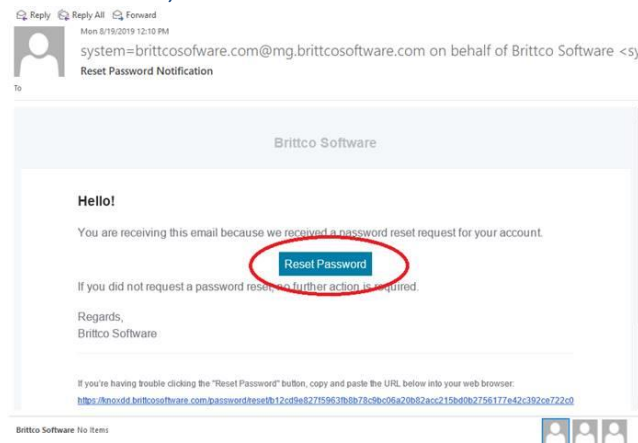 Reply Reply All Forward
Mon 8/19/2019 12:10 PM
system=brittcosofware.com@mg.brittcosoftware.com on behalf of Brittco Software <sy
Reset Password Notification
To
Brittco Software
Hello!
You are receiving this email because we received a password reset request for your account.
Reset Password
If you did not request a password reset, no further action is required.
Regards,
Brittco Software
If you're having trouble clicking the "Reset Password" button, copy and paste the URL below into your web browser:
https://knoxdd.brittcosoftware.com/password/reset/b12cd9e827f5963fb8b78c9bc06a20b82acc215bd0b2756177e42c392ce722c0
Brittco Software No Items